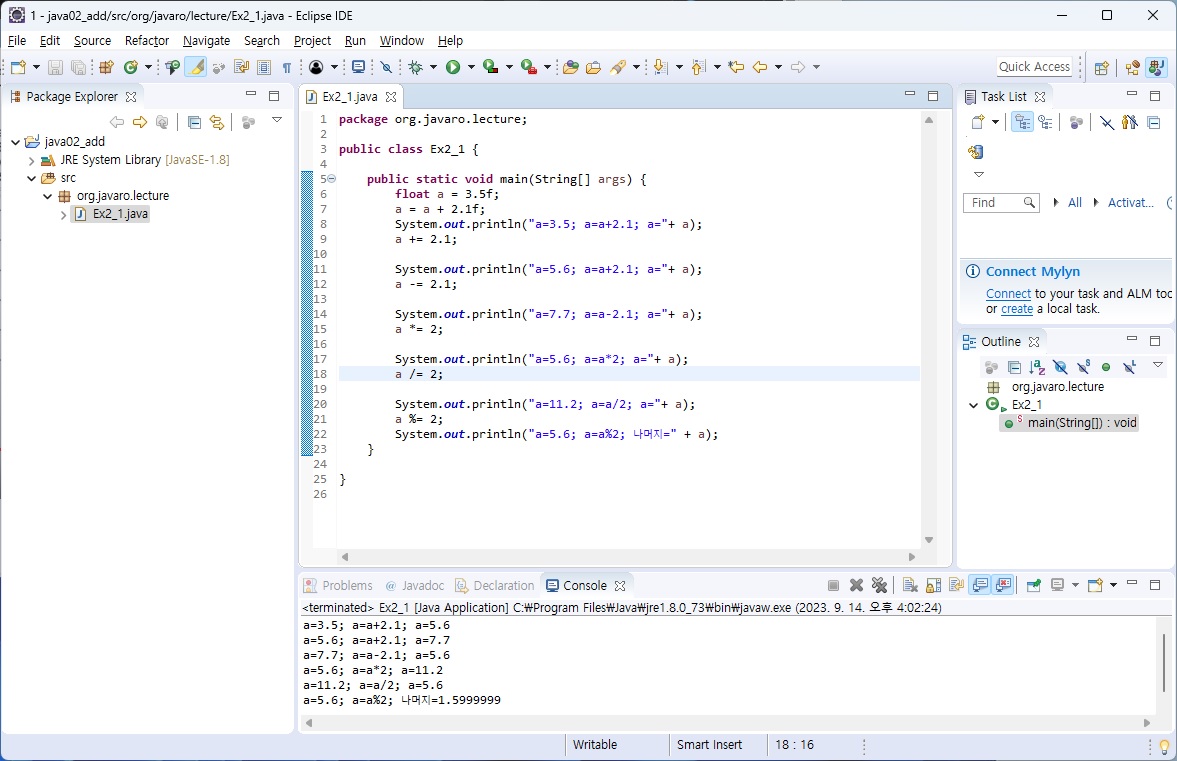 1 - java02_add/src/org/javaro/lecture/Ex2_1.java - Eclipse IDE
File Edit Source Refactor Navigate Search Project Run Window Help
Quick Access
Package Explorer
java02_add
JRE System Library [JavaSE-1.8]
src
org.javaro.lecture
Ex2_1.java
Ex2_1.java
1 package org.javaro.lecture;
2
3 public class Ex2_1 {
4
5 public static void main(String[] args) {
6 float a = 3.5f;
7 a = a + 2.1f;
8 System.out.println("a=3.5; a=a+2.1; a="+ a);
9 a += 2.1;
10
11 System.out.println("a=5.6; a=a+2.1; a="+ a);
12 a -= 2.1;
13
14 System.out.println("a=7.7; a=a-2.1; a="+ a);
15 a *= 2;
16
17 System.out.println("a=5.6; a=a*2; a="+ a);
18 a /= 2;
19
20 System.out.println("a=11.2; a=a/2; a="+ a);
21 a %= 2;
22 System.out.println("a=5.6; a=a%2; 나머지=" + a);
23 }
24
25 }
26
Task List
Find All Activat...
Connect Mylyn
Connect to your task and ALM too
or create a local task.
Outline
org.javaro.lecture
Ex2_1
main(String[]) : void
Problems Javadoc Declaration Console
<terminated> Ex2_1 [Java Application] C:₩Program Files₩Java₩jre1.8.0_73₩bin₩javaw.exe (2023. 9. 14. 오후 4:02:24)
a=3.5; a=a+2.1; a=5.6
a=5.6; a=a+2.1; a=7.7
a=7.7; a=a-2.1; a=5.6
a=5.6; a=a*2; a=11.2
a=11.2; a=a/2; a=5.6
a=5.6; a=a%2; 나머지=1.5999999
Writable Smart Insert 18 : 16